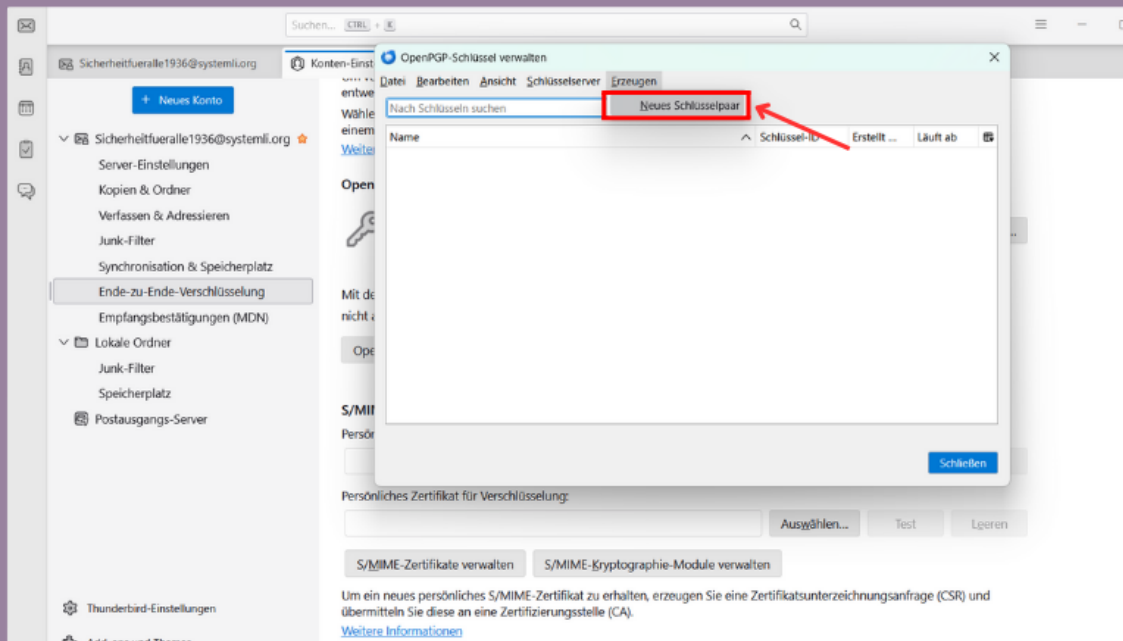 Suchen... CTRL + K
Sicherheitfueralle1936@systemli.org
Konten-Einst
+ Neues Konto
Sicherheitfueralle1936@systemli.org
Server-Einstellungen
Kopien & Ordner
Verfassen & Adressieren
Junk-Filter
Synchronisation & Speicherplatz
Ende-zu-Ende-Verschlüsselung
Empfangsbestätigungen (MDN)
Lokale Ordner
Junk-Filter
Speicherplatz
Postausgangs-Server
Thunderbird-Einstellungen
OpenPGP-Schlüssel verwalten
Datei Bearbeiten Ansicht Schlüsselserver Erzeugen
Nach Schlüsseln suchen
Neues Schlüsselpaar
Name Schlüssel-ID Erstellt ... Läuft ab
Schließen
entwe
Wähle
einem
Weite
Open
Mit de
nicht a
Ope
S/MIM
Persön
Persönliches Zertifikat für Verschlüsselung:
Auswählen... Test Leeren
S/MIME-Zertifikate verwalten S/MIME-Kryptographie-Module verwalten
Um ein neues persönliches S/MIME-Zertifikat zu erhalten, erzeugen Sie eine Zertifikatsunterzeichnungsanfrage (CSR) und
übermitteln Sie diese an eine Zertifizierungsstelle (CA).
Weitere Informationen